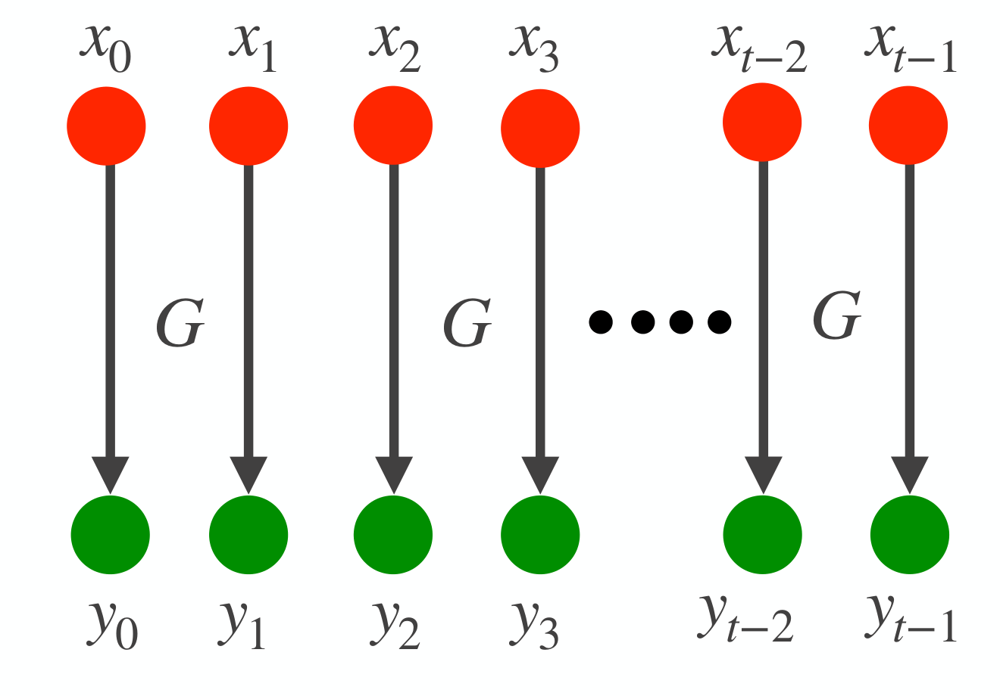 x₀ x₁ x₂ x₃ xₜ₋₂ xₜ₋₁
G G G
y₀ y₁ y₂ y₃ yₜ₋₂ yₜ₋₁